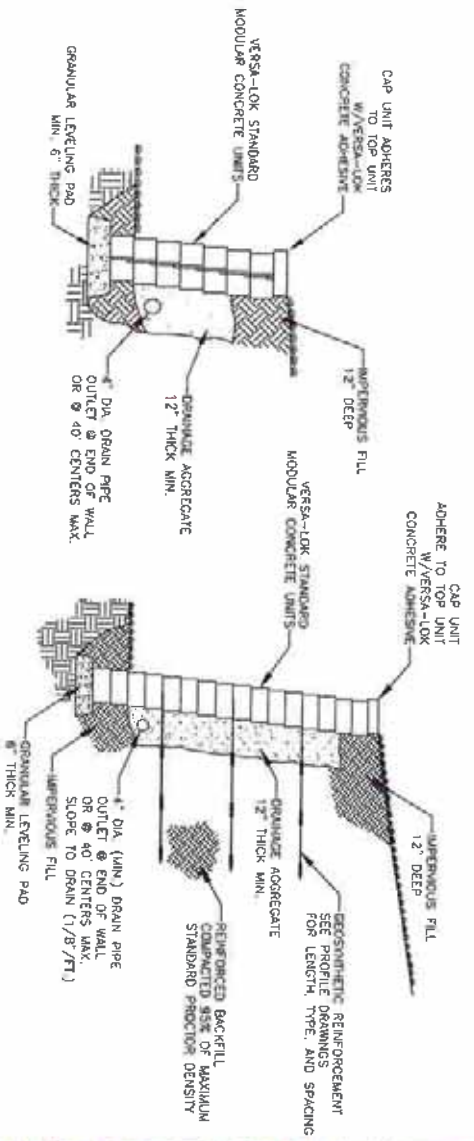 CAP UNIT ADHERES
TO TOP UNIT
W/VERSA-LOK
CONCRETE ADHESIVE
VERSA-LOK STANDARD
MODULAR CONCRETE UNITS
GRANULAR LEVELING PAD
MIN. 6" THICK
IMPERVIOUS FILL
12" DEEP
DRAINAGE AGGREGATE
12" THICK MIN.
4" DIA. DRAIN PIPE
OUTLET @ END OF WALL
OR @ 40' CENTERS MAX.
CAP UNIT
ADHERE TO TOP UNIT
W/VERSA-LOK
CONCRETE ADHESIVE
VERSA-LOK STANDARD
MODULAR CONCRETE UNITS
IMPERVIOUS FILL
12" DEEP
GEOSYNTHETIC REINFORCEMENT
SEE PROFILE DRAWINGS
FOR LENGTH, TYPE, AND SPACING
DRAINAGE AGGREGATE
12" THICK MIN.
REINFORCED BACKFILL
COMPACTED 95% OF MAXIMUM
STANDARD PROCTOR DENSITY
4" DIA. (MIN.) DRAIN PIPE
OUTLET @ END OF WALL
OR @ 40' CENTERS MAX.
SLOPE TO DRAIN (1/8"/FT.)
IMPERVIOUS FILL
GRANULAR LEVELING PAD
6" THICK MIN.